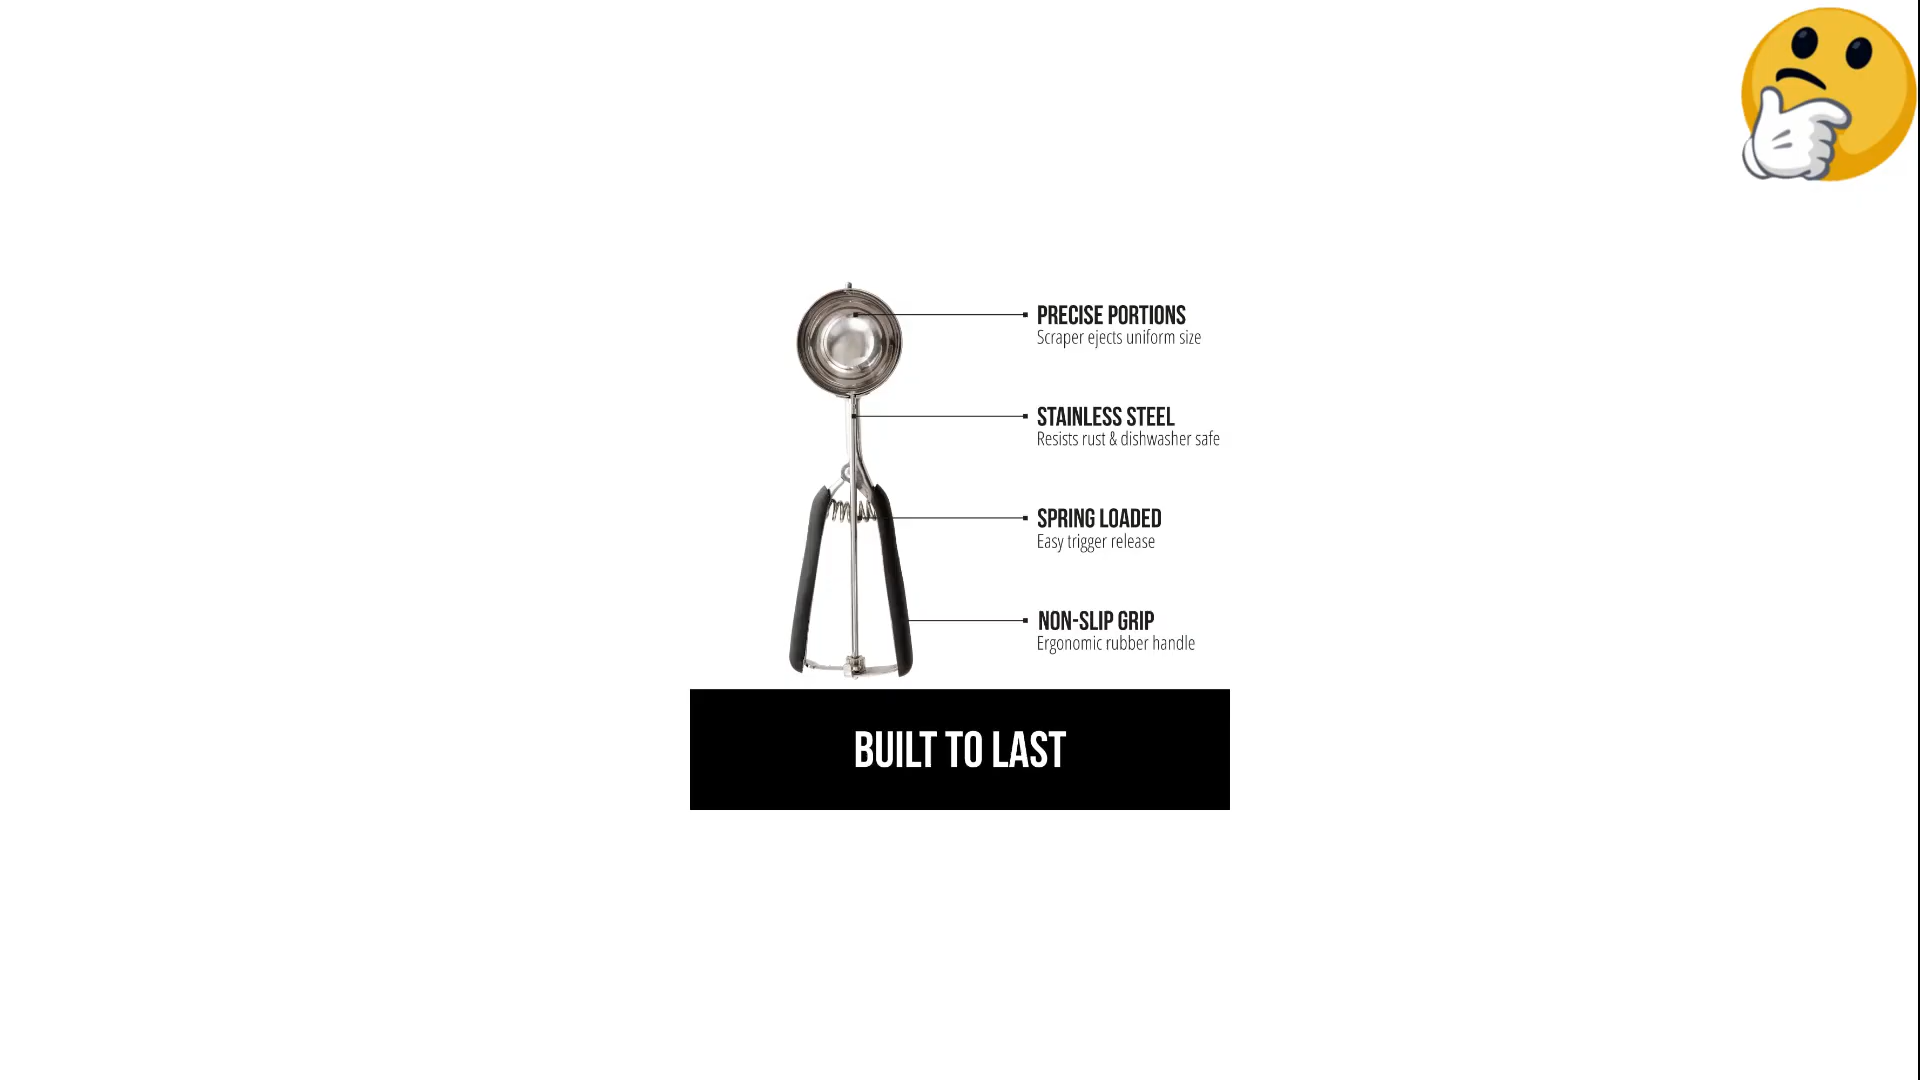 PRECISE PORTIONS
Scraper ejects uniform size
STAINLESS STEEL
Resists rust & dishwasher safe
SPRING LOADED
Easy trigger release
NON-SLIP GRIP
Ergonomic rubber handle
BUILT TO LAST